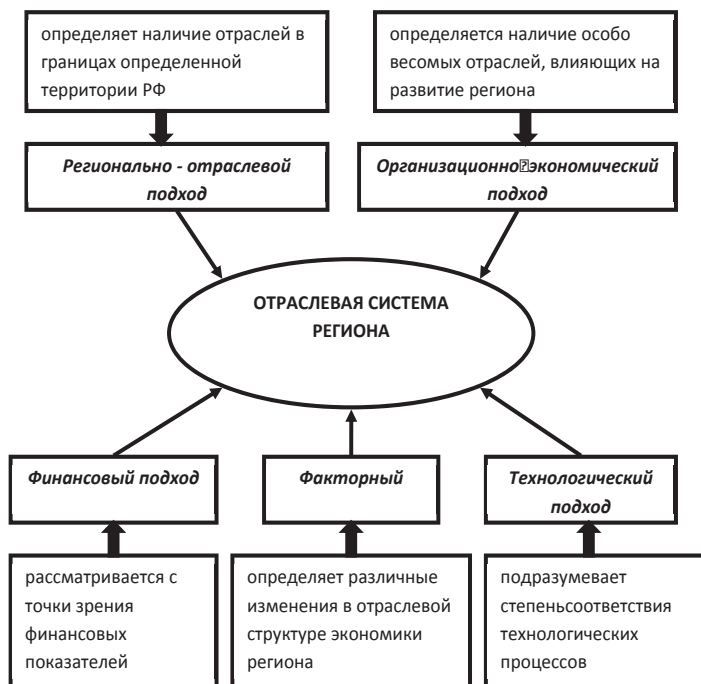 определяет наличие отраслей в
границах определенной
территории РФ
определяется наличие особо
весомых отраслей, влияющих на
развитие региона
Регионально - отраслевой
подход
Организационно⍰экономический
подход
ОТРАСЛЕВАЯ СИСТЕМА
РЕГИОНА
Финансовый подход
Факторный
Технологический
подход
рассматривается с
точки зрения
финансовых
показателей
определяет различные
изменения в отраслевой
структуре экономики
региона
подразумевает
степеньсоответствия
технологических
процессов